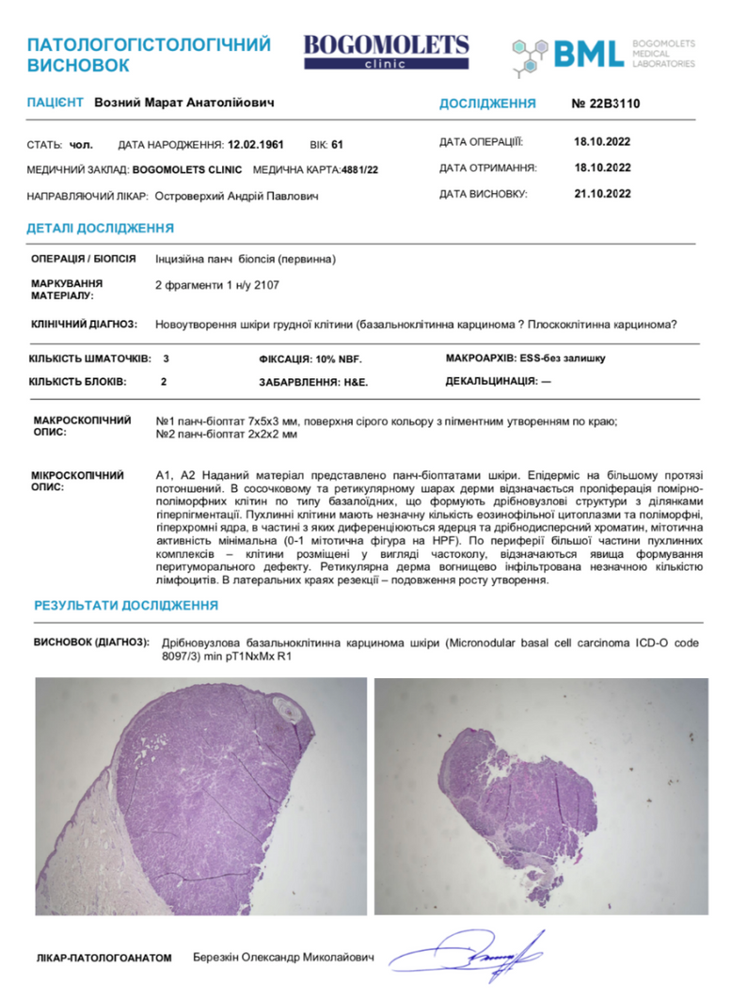 ПАТОЛОГОГІСТОЛОГІЧНИЙ
ВИСНОВОК
BOGOMOLETS
clinic
BML
BOGOMOLETS
MEDICAL
LABORATORIES
ПАЦІЄНТ Возний Марат Анатолійович
ДОСЛІДЖЕННЯ № 22В3110
СТАТЬ: чол. ДАТА НАРОДЖЕННЯ: 12.02.1961 ВІК: 61
ДАТА ОПЕРАЦІЇЇ: 18.10.2022
МЕДИЧНИЙ ЗАКЛАД: BOGOMOLETS CLINIC МЕДИЧНА КАРТА:4881/22
ДАТА ОТРИМАННЯ: 18.10.2022
НАПРАВЛЯЮЧИЙ ЛІКАР: Островерхий Андрій Павлович
ДАТА ВИСНОВКУ: 21.10.2022
ДЕТАЛІ ДОСЛІДЖЕННЯ
ОПЕРАЦІЯ / БІОПСІЯ Інцизійна панч біопсія (первинна)
МАРКУВАННЯ
МАТЕРІАЛУ:
2 фрагменти 1 н/у 2107
КЛІНІЧНИЙ ДІАГНОЗ: Новоутворення шкіри грудної клітини (базальноклітинна карцинома ? Плоскоклітинна карцинома?
КІЛЬКІСТЬ ШМАТОЧКІВ: 3 ФІКСАЦІЯ: 10% NBF. МАКРОАРХІВ: ESS-без залишку
КІЛЬКІСТЬ БЛОКІВ: 2 ЗАБАРВЛЕННЯ: H&E. ДЕКАЛЬЦИНАЦІЯ: —
МАКРОСКОПІЧНИЙ
ОПИС:
№1 панч-біоптат 7х5х3 мм, поверхня сірого кольору з пігментним утворенням по краю;
№2 панч-біоптат 2х2х2 мм
МІКРОСКОПІЧНИЙ
ОПИС:
А1, А2 Наданий матеріал представлено панч-біоптатами шкіри. Епідерміс на більшому протязі
потоншений. В сосочковому та ретикулярному шарах дерми відзначається проліферація помірно-
поліморфних клітин по типу базалоїдних, що формують дрібновузлові структури з ділянками
гіперпігментації. Пухлинні клітини мають незначну кількість еозинофільної цитоплазми та поліморфні,
гіперхромні ядра, в частині з яких диференціюються ядерця та дрібнодисперсний хроматин, мітотична
активність мінімальна (0-1 мітотична фігура на HPF). По периферії більшої частини пухлинних
комплексів – клітини розміщені у вигляді частоколу, відзначаються явища формування
перитуморального дефекту. Ретикулярна дерма вогнищево інфільтрована незначною кількістю
лімфоцитів. В латеральних краях резекції – подовження росту утворення.
РЕЗУЛЬТАТИ ДОСЛІДЖЕННЯ
ВИСНОВОК (ДІАГНОЗ): Дрібновузлова базальноклітинна карцинома шкіри (Micronodular basal cell carcinoma ICD-O code
8097/3) min pT1NxMx R1
ЛІКАР-ПАТОЛОГОАНАТОМ Березкін Олександр Миколайович